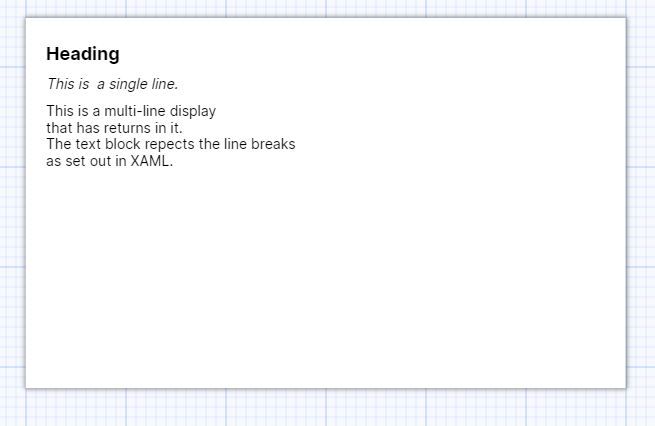 Heading
This is  a single line.
This is a multi-line display
that has returns in it.
The text block repects the line breaks
as set out in XAML.